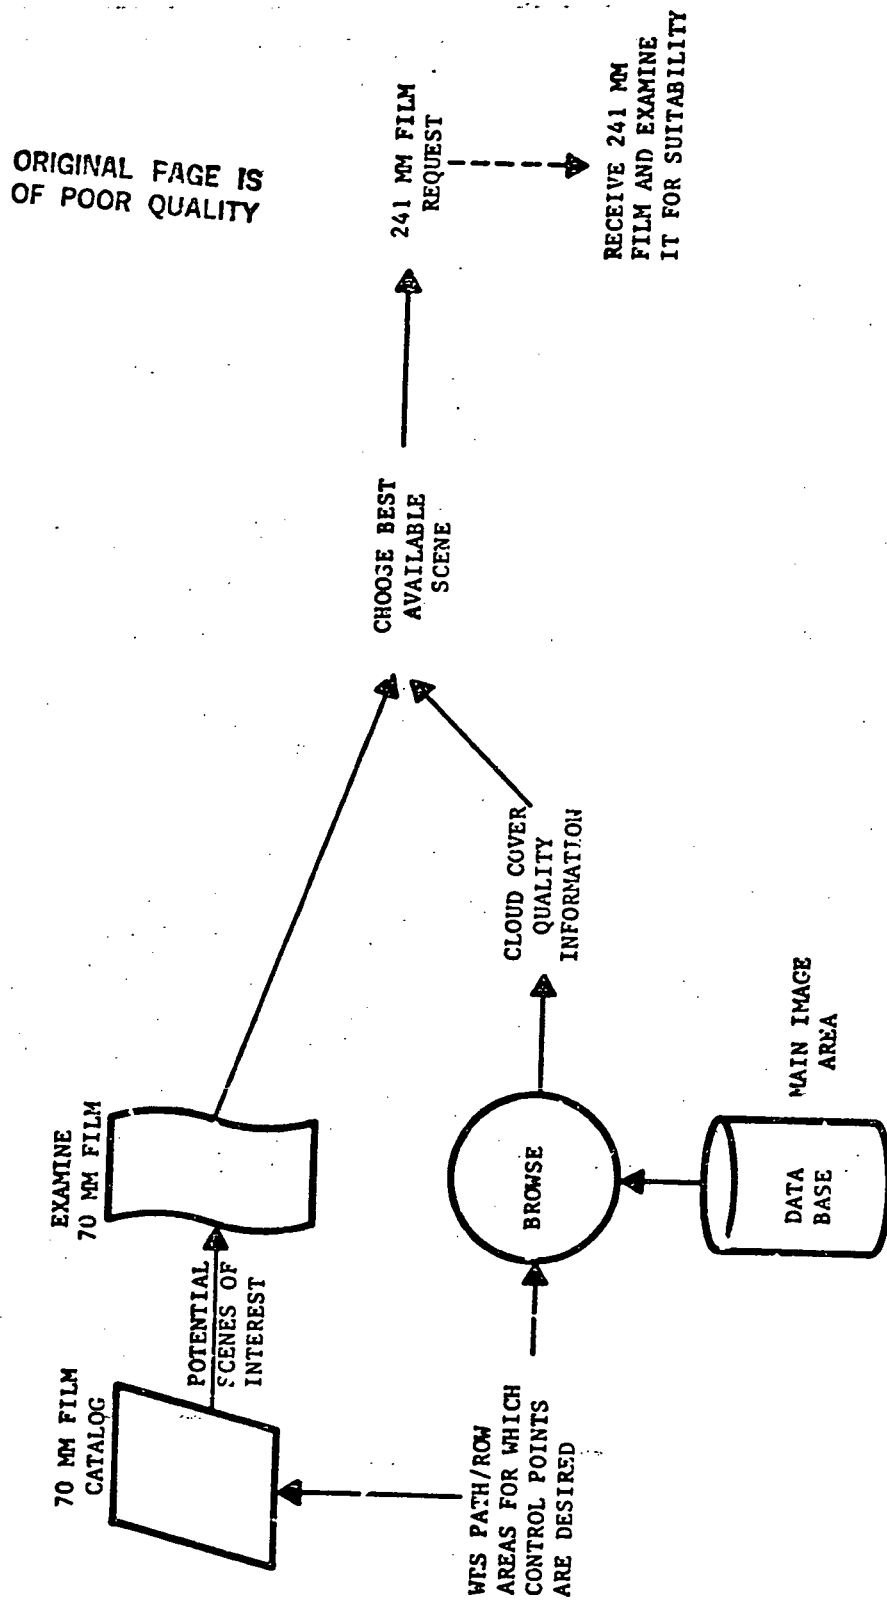 ORIGINAL FAGE IS
OF POOR QUALITY
70 MM FILM
CATALOG
POTENTIAL
SCENES OF
INTEREST
EXAMINE
70 MM FILM
WTS PATH/ROW
AREAS FOR WHICH
CONTROL POINTS
ARE DESIRED
BROWSE
DATA
BASE
MAIN IMAGE
AREA
CLOUD COVER
QUALITY
INFORMATION
CHOOSE BEST
AVAILABLE
SCENE
241 MM FILM
REQUEST
RECEIVE 241 MM
FILM AND EXAMINE
IT FOR SUITABILITY